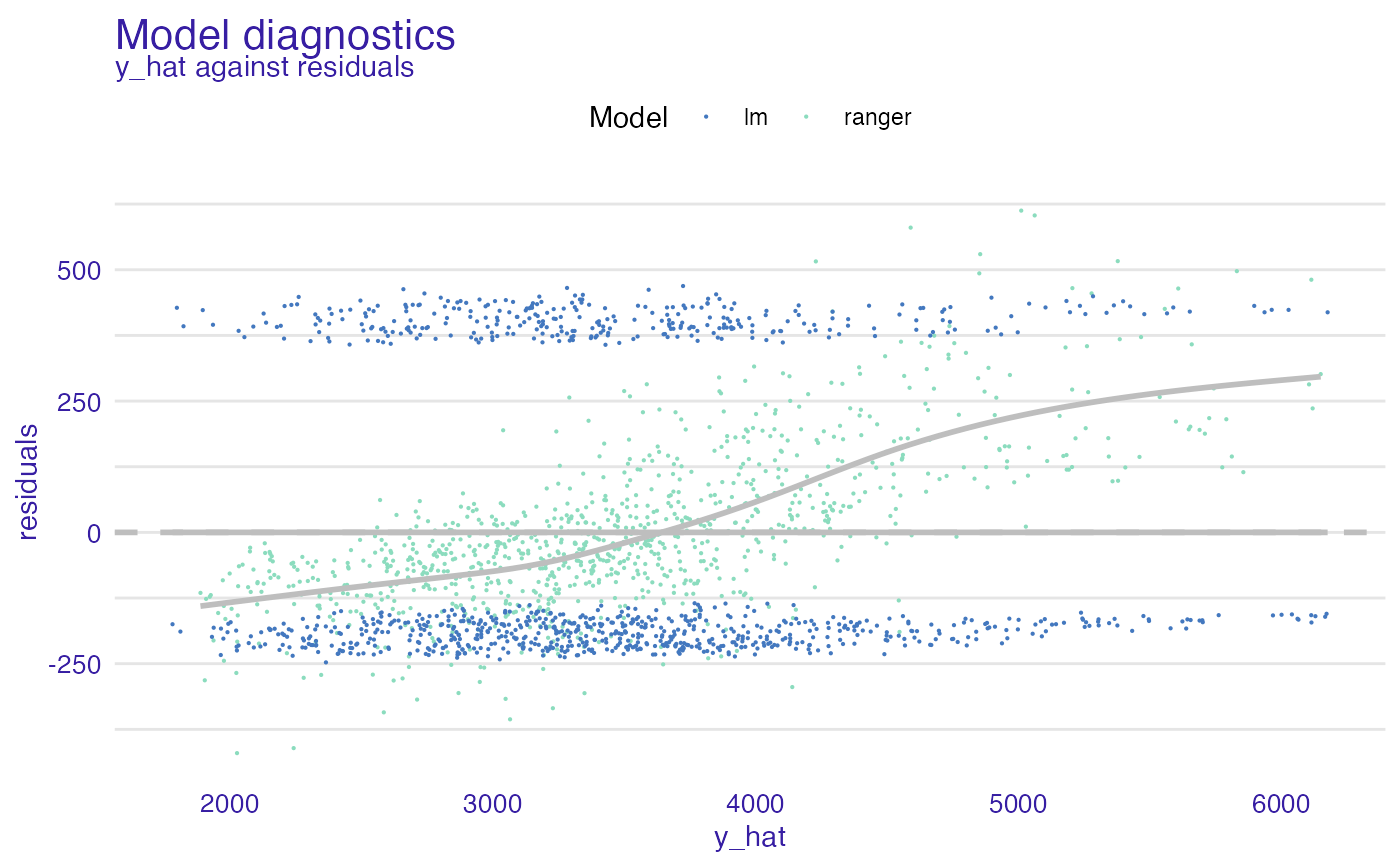 Model diagnostics
y_hat against residuals
Model lm ranger
500
250
0
-250
residuals
2000 3000 4000 5000 6000
y_hat